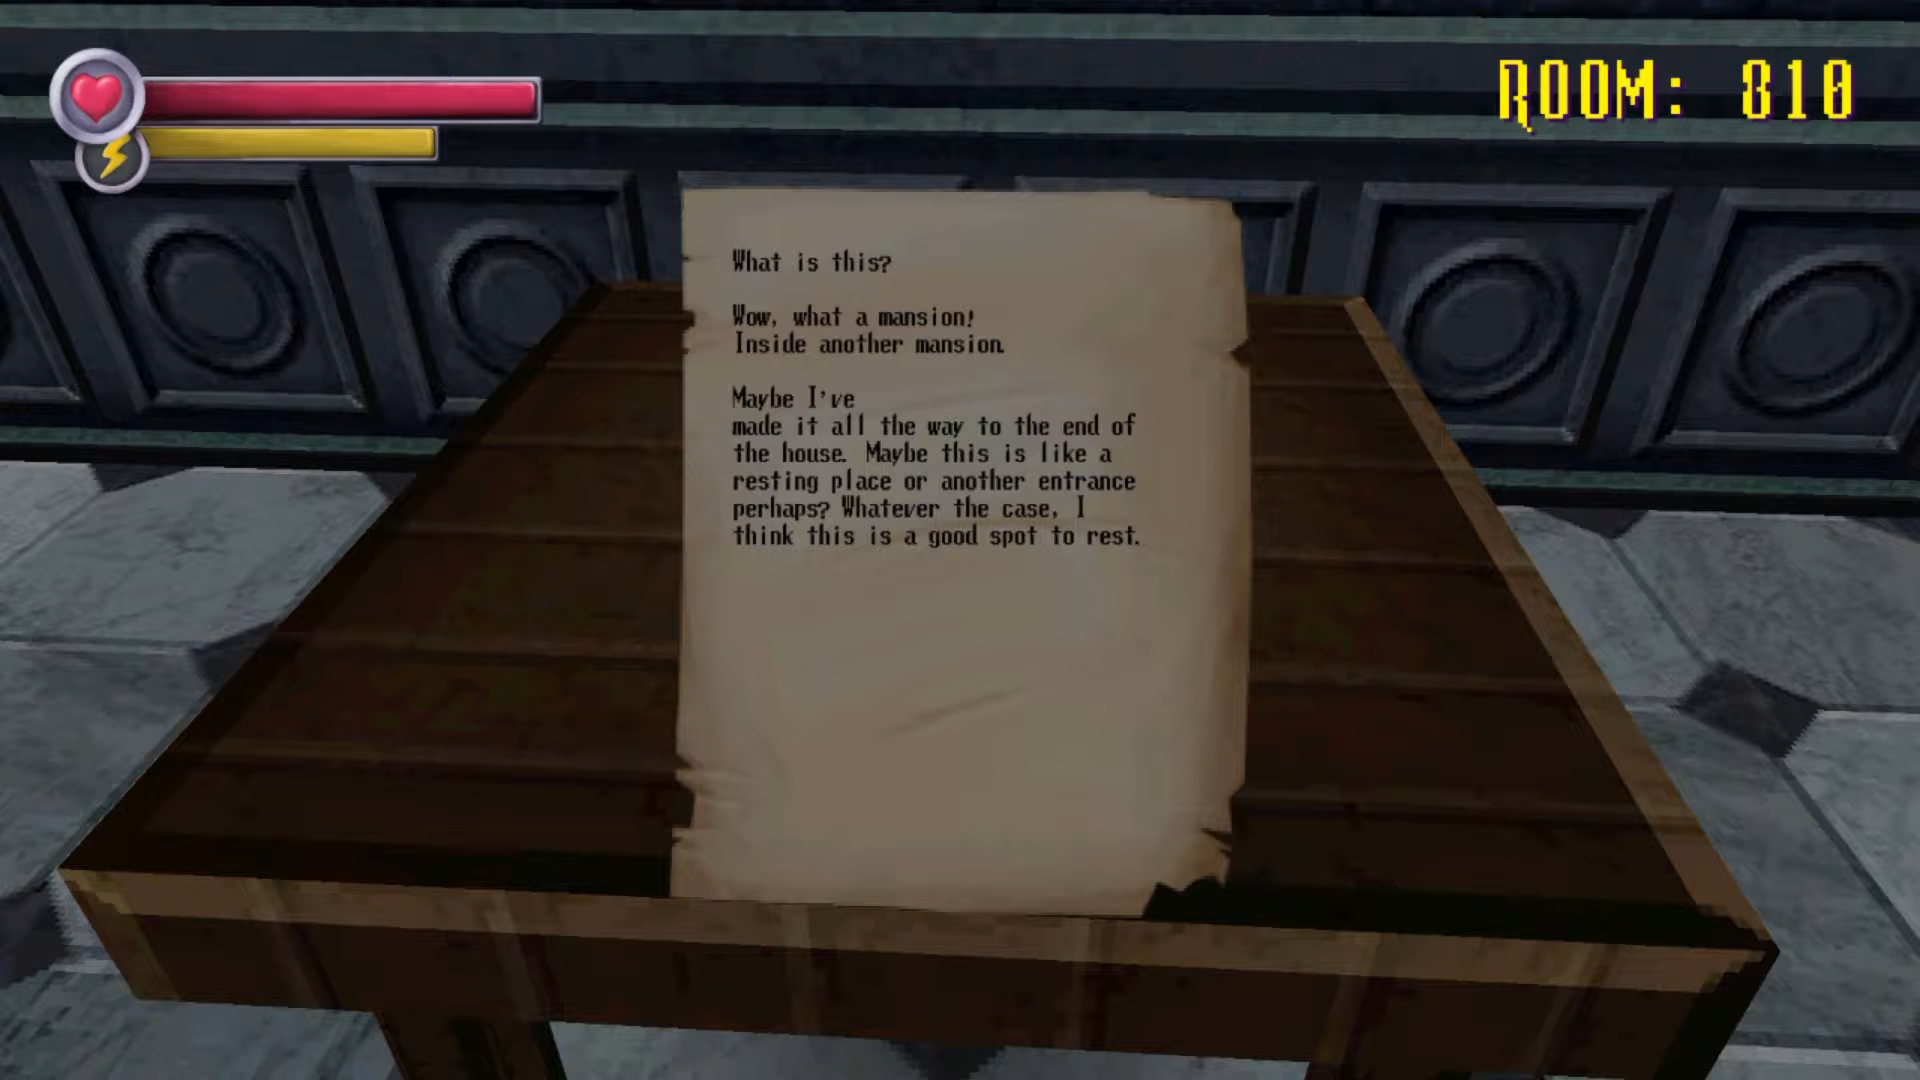 ROOM: 810
What is this?
Wow, what a mansion!
Inside another mansion.
Maybe I've
made it all the way to the end of
the house. Maybe this is like a
resting place or another entrance
perhaps? Whatever the case, I
think this is a good spot to rest.